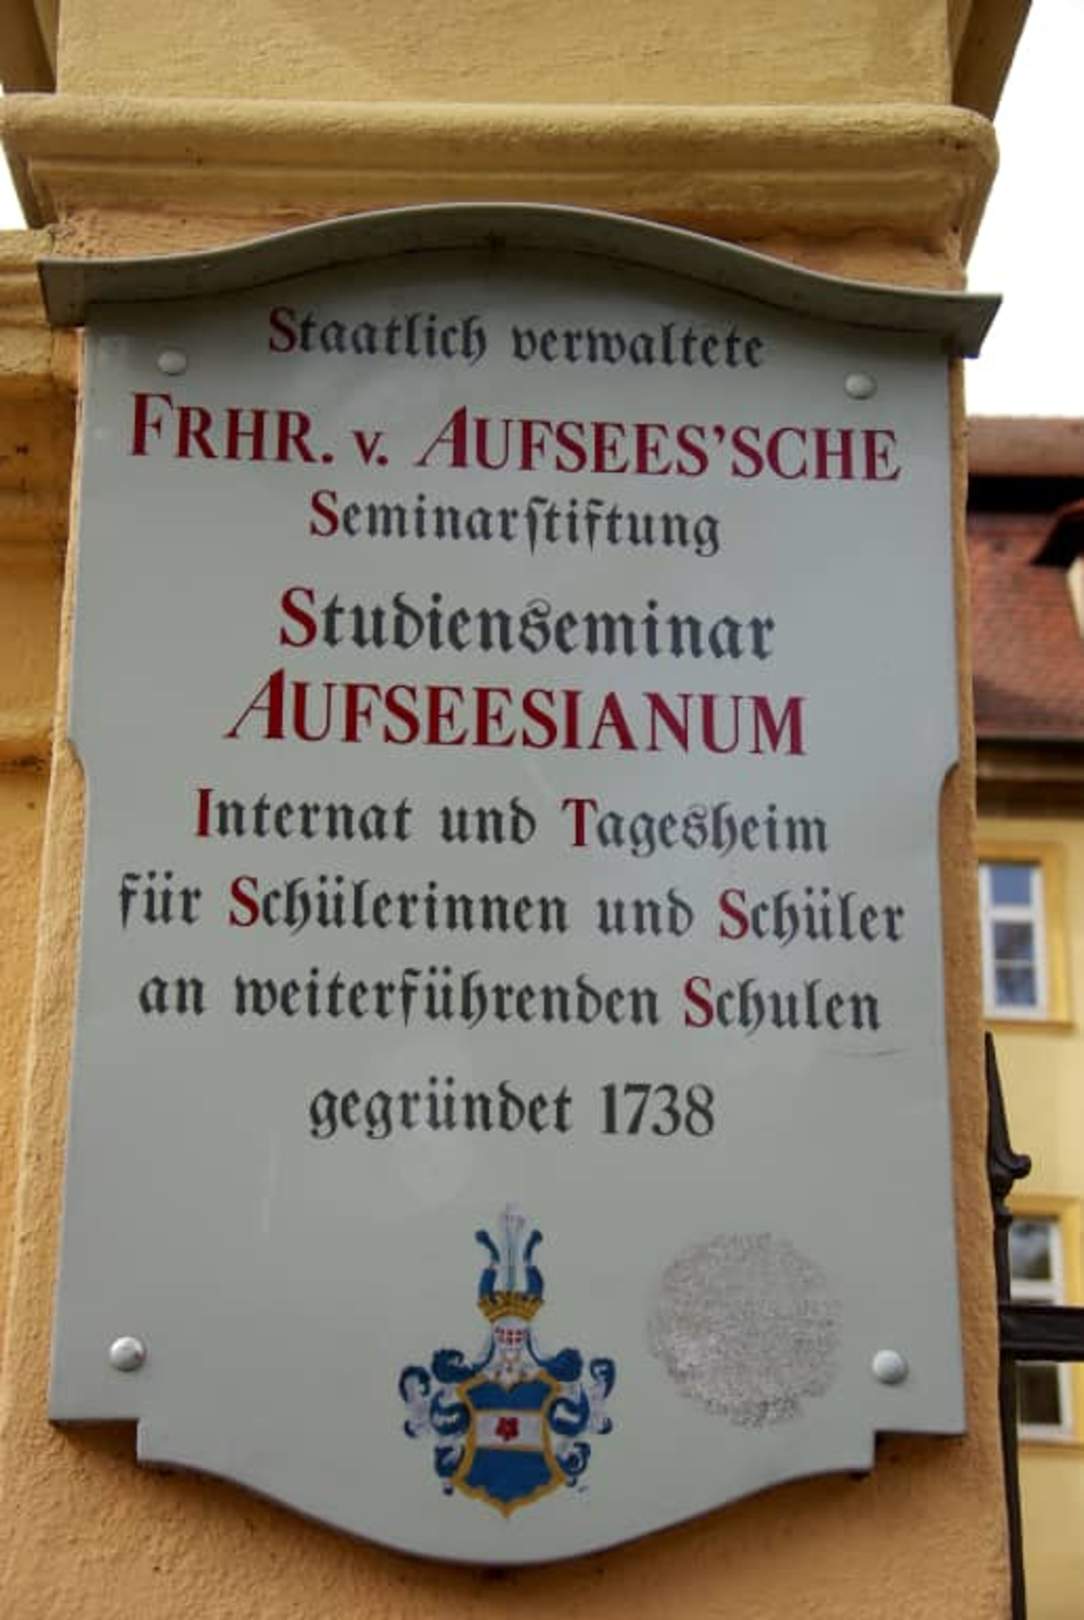 Staatlich verwaltete
FRHR. v. AUFSEES'SCHE
Seminarſtiftung
Studienseminar
AUFSEESIANUM
Internat und Tagesheim
für Schülerinnen und Schüler
an weiterführenden Schulen
gegründet 1738